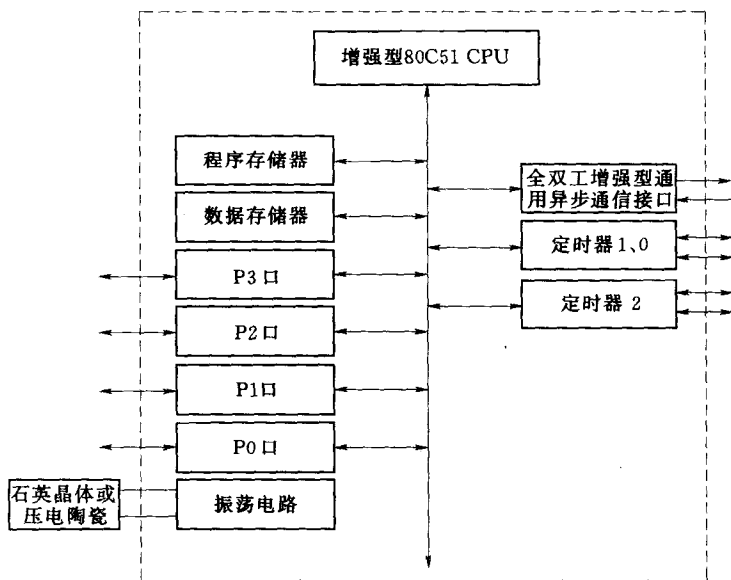 增强型80C51 CPU
程序存储器
数据存储器
P3口
P2口
P1口
P0口
振荡电路
石英晶体或
压电陶瓷
全双工增强型通
用异步通信接口
定时器1、0
定时器 2